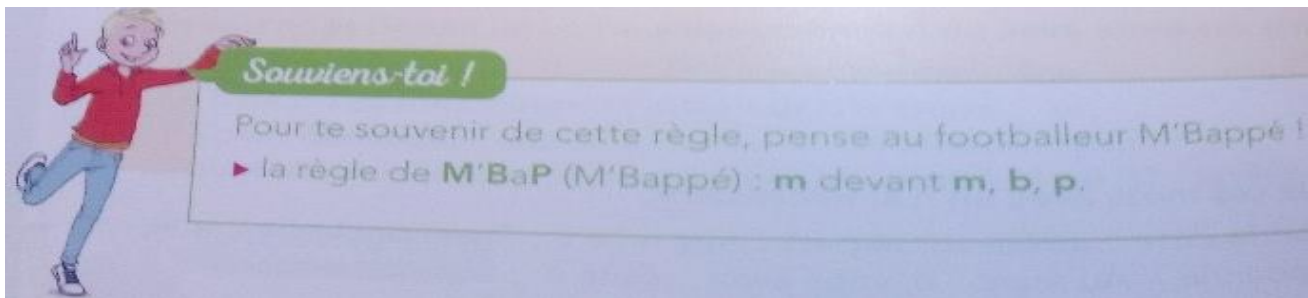 Souviens-toi !
Pour te souvenir de cette règle, pense au footballeur M'Bappé !
► la règle de M'BaP (M'Bappé) : m devant m, b, p.